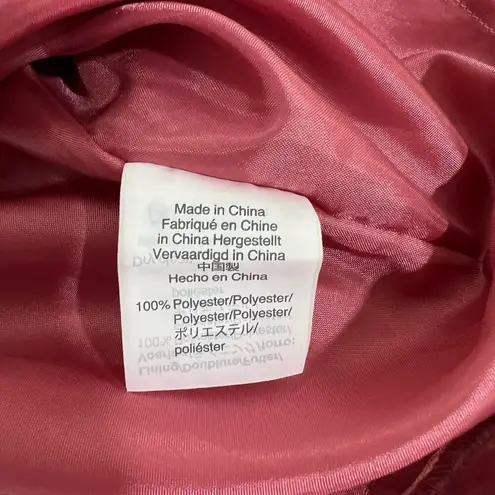 Made in China
Fabriqué en Chine
in China Hergestellt
Vervaardigd in China
中国製
Hecho en China
100% Polyester/Polyester/
Polyester/Polyester/
ポリエステル/
poliéster